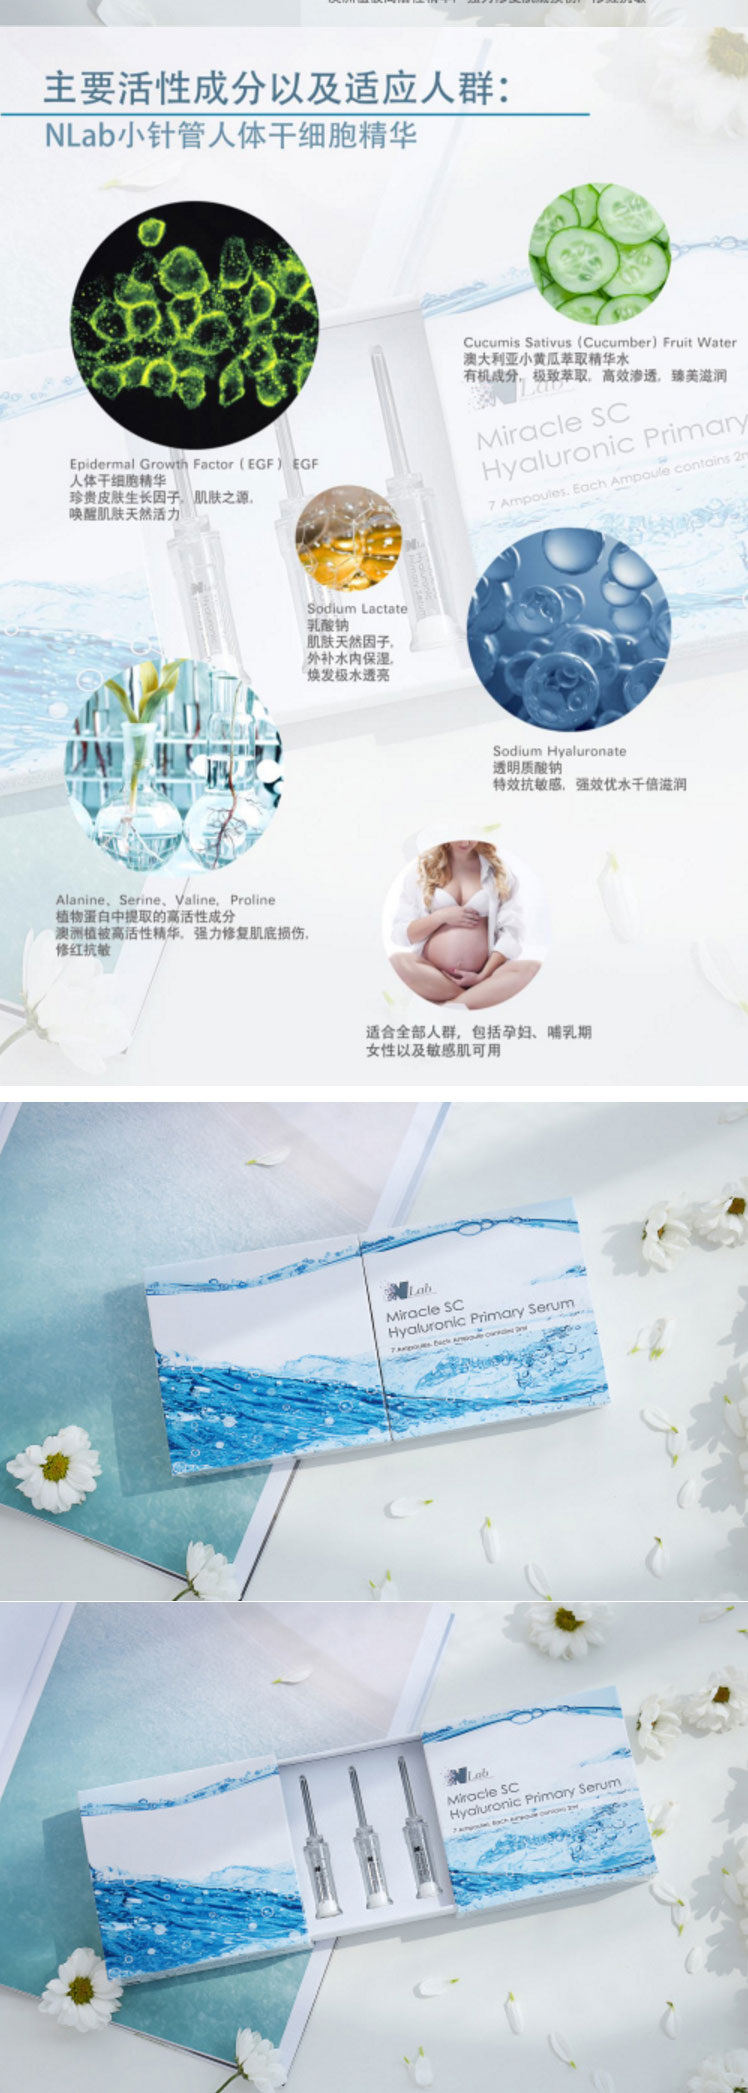 主要活性成分以及适应人群：
NLab小针管人体干细胞精华
Cucumis Sativus (Cucumber) Fruit Water
澳大利亚小黄瓜萃取精华水
有机成分，极致萃取，高效渗透，臻美滋润
NLab
Miracle SC
Hyaluronic Primary
7 Ampoules, Each Ampoule contains 2m
Epidermal Growth Factor ( EGF ) EGF
人体干细胞精华
珍贵皮肤生长因子，肌肤之源，
唤醒肌肤天然活力
Sodium Lactate
乳酸钠
肌肤天然因子，
外补水内保湿，
焕发极水透亮
Sodium Hyaluronate
透明质酸钠
特效抗敏感，强效优水千倍滋润
Alanine、Serine、Valine，Proline
植物蛋白中提取的高活性成分
澳洲植被高活性精华，强力修复肌底损伤，
修红抗敏
适合全部人群，包括孕妇、哺乳期
女性以及敏感肌可用
NLab
Miracle SC
Hyaluronic Primary Serum
7 Ampoules, Each Ampoule contains 2ml
NLab
Miracle SC
Hyaluronic Primary Serum
7 Ampoules, Each Ampoule contains 2ml